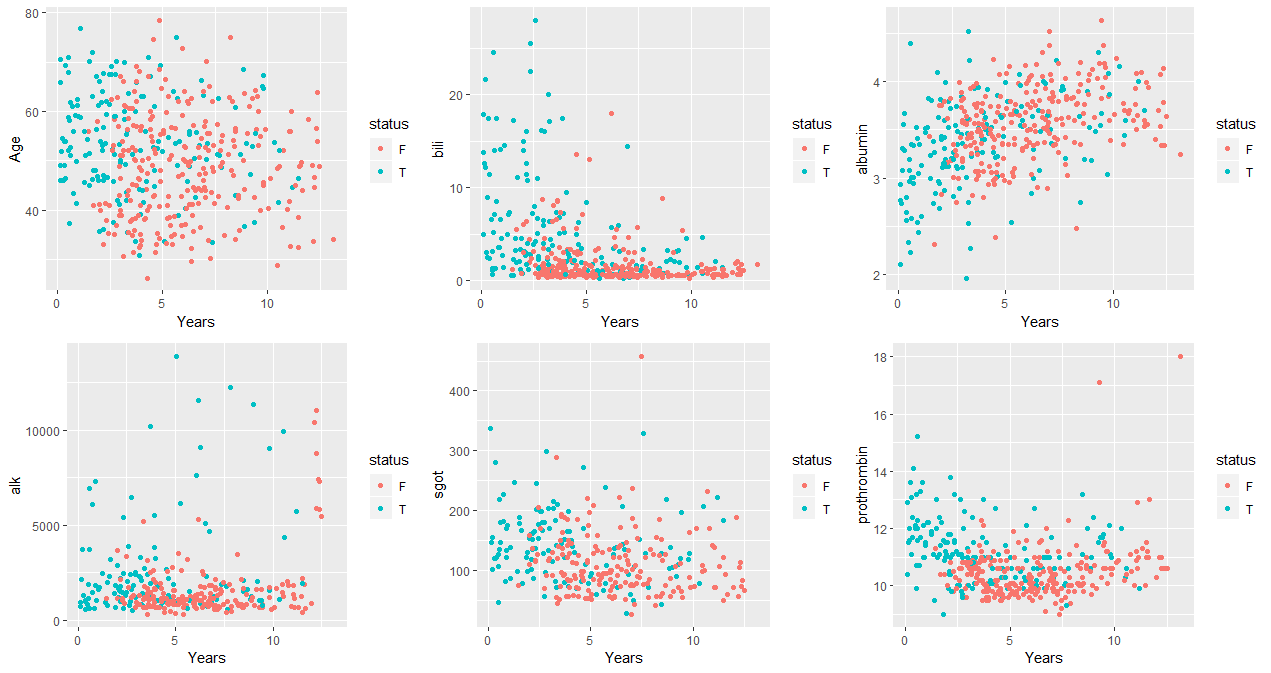 80
60
40
Age
0
5
10
Years
status
F
T
20
10
0
bili
0
5
10
Years
status
F
T
4
3
2
albumin
0
5
10
Years
status
F
T
10000
5000
0
alk
0
5
10
Years
status
F
T
400
300
200
100
sgot
0
5
10
Years
status
F
T
18
16
14
12
10
prothrombin
0
5
10
Years
status
F
T